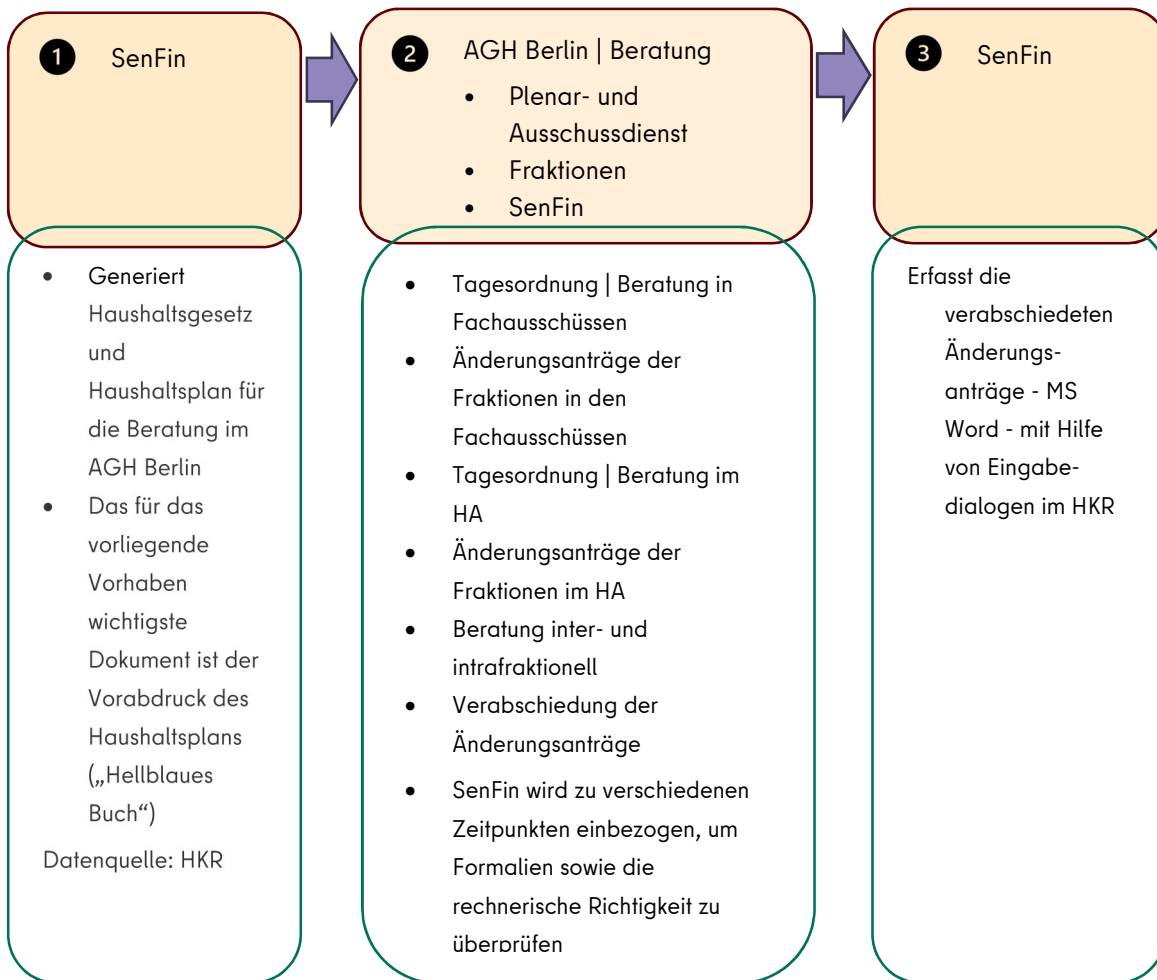 1 SenFin
• Generiert
Haushaltsgesetz
und
Haushaltsplan für
die Beratung im
AGH Berlin
• Das für das
vorliegende
Vorhaben
wichtigste
Dokument ist der
Vorabdruck des
Haushaltsplans
(„Hellblaues
Buch“)
Datenquelle: HKR
2 AGH Berlin | Beratung
• Plenar- und
Ausschussdienst
• Fraktionen
• SenFin
• Tagesordnung | Beratung in
Fachausschüssen
• Änderungsanträge der
Fraktionen in den
Fachausschüssen
• Tagesordnung | Beratung im
HA
• Änderungsanträge der
Fraktionen im HA
• Beratung inter- und
intrafraktionell
• Verabschiedung der
Änderungsanträge
• SenFin wird zu verschiedenen
Zeitpunkten einbezogen, um
Formalien sowie die
rechnerische Richtigkeit zu
überprüfen
3 SenFin
Erfasst die
verabschiedeten
Änderungs-
anträge - MS
Word - mit Hilfe
von Eingabe-
dialogen im HKR